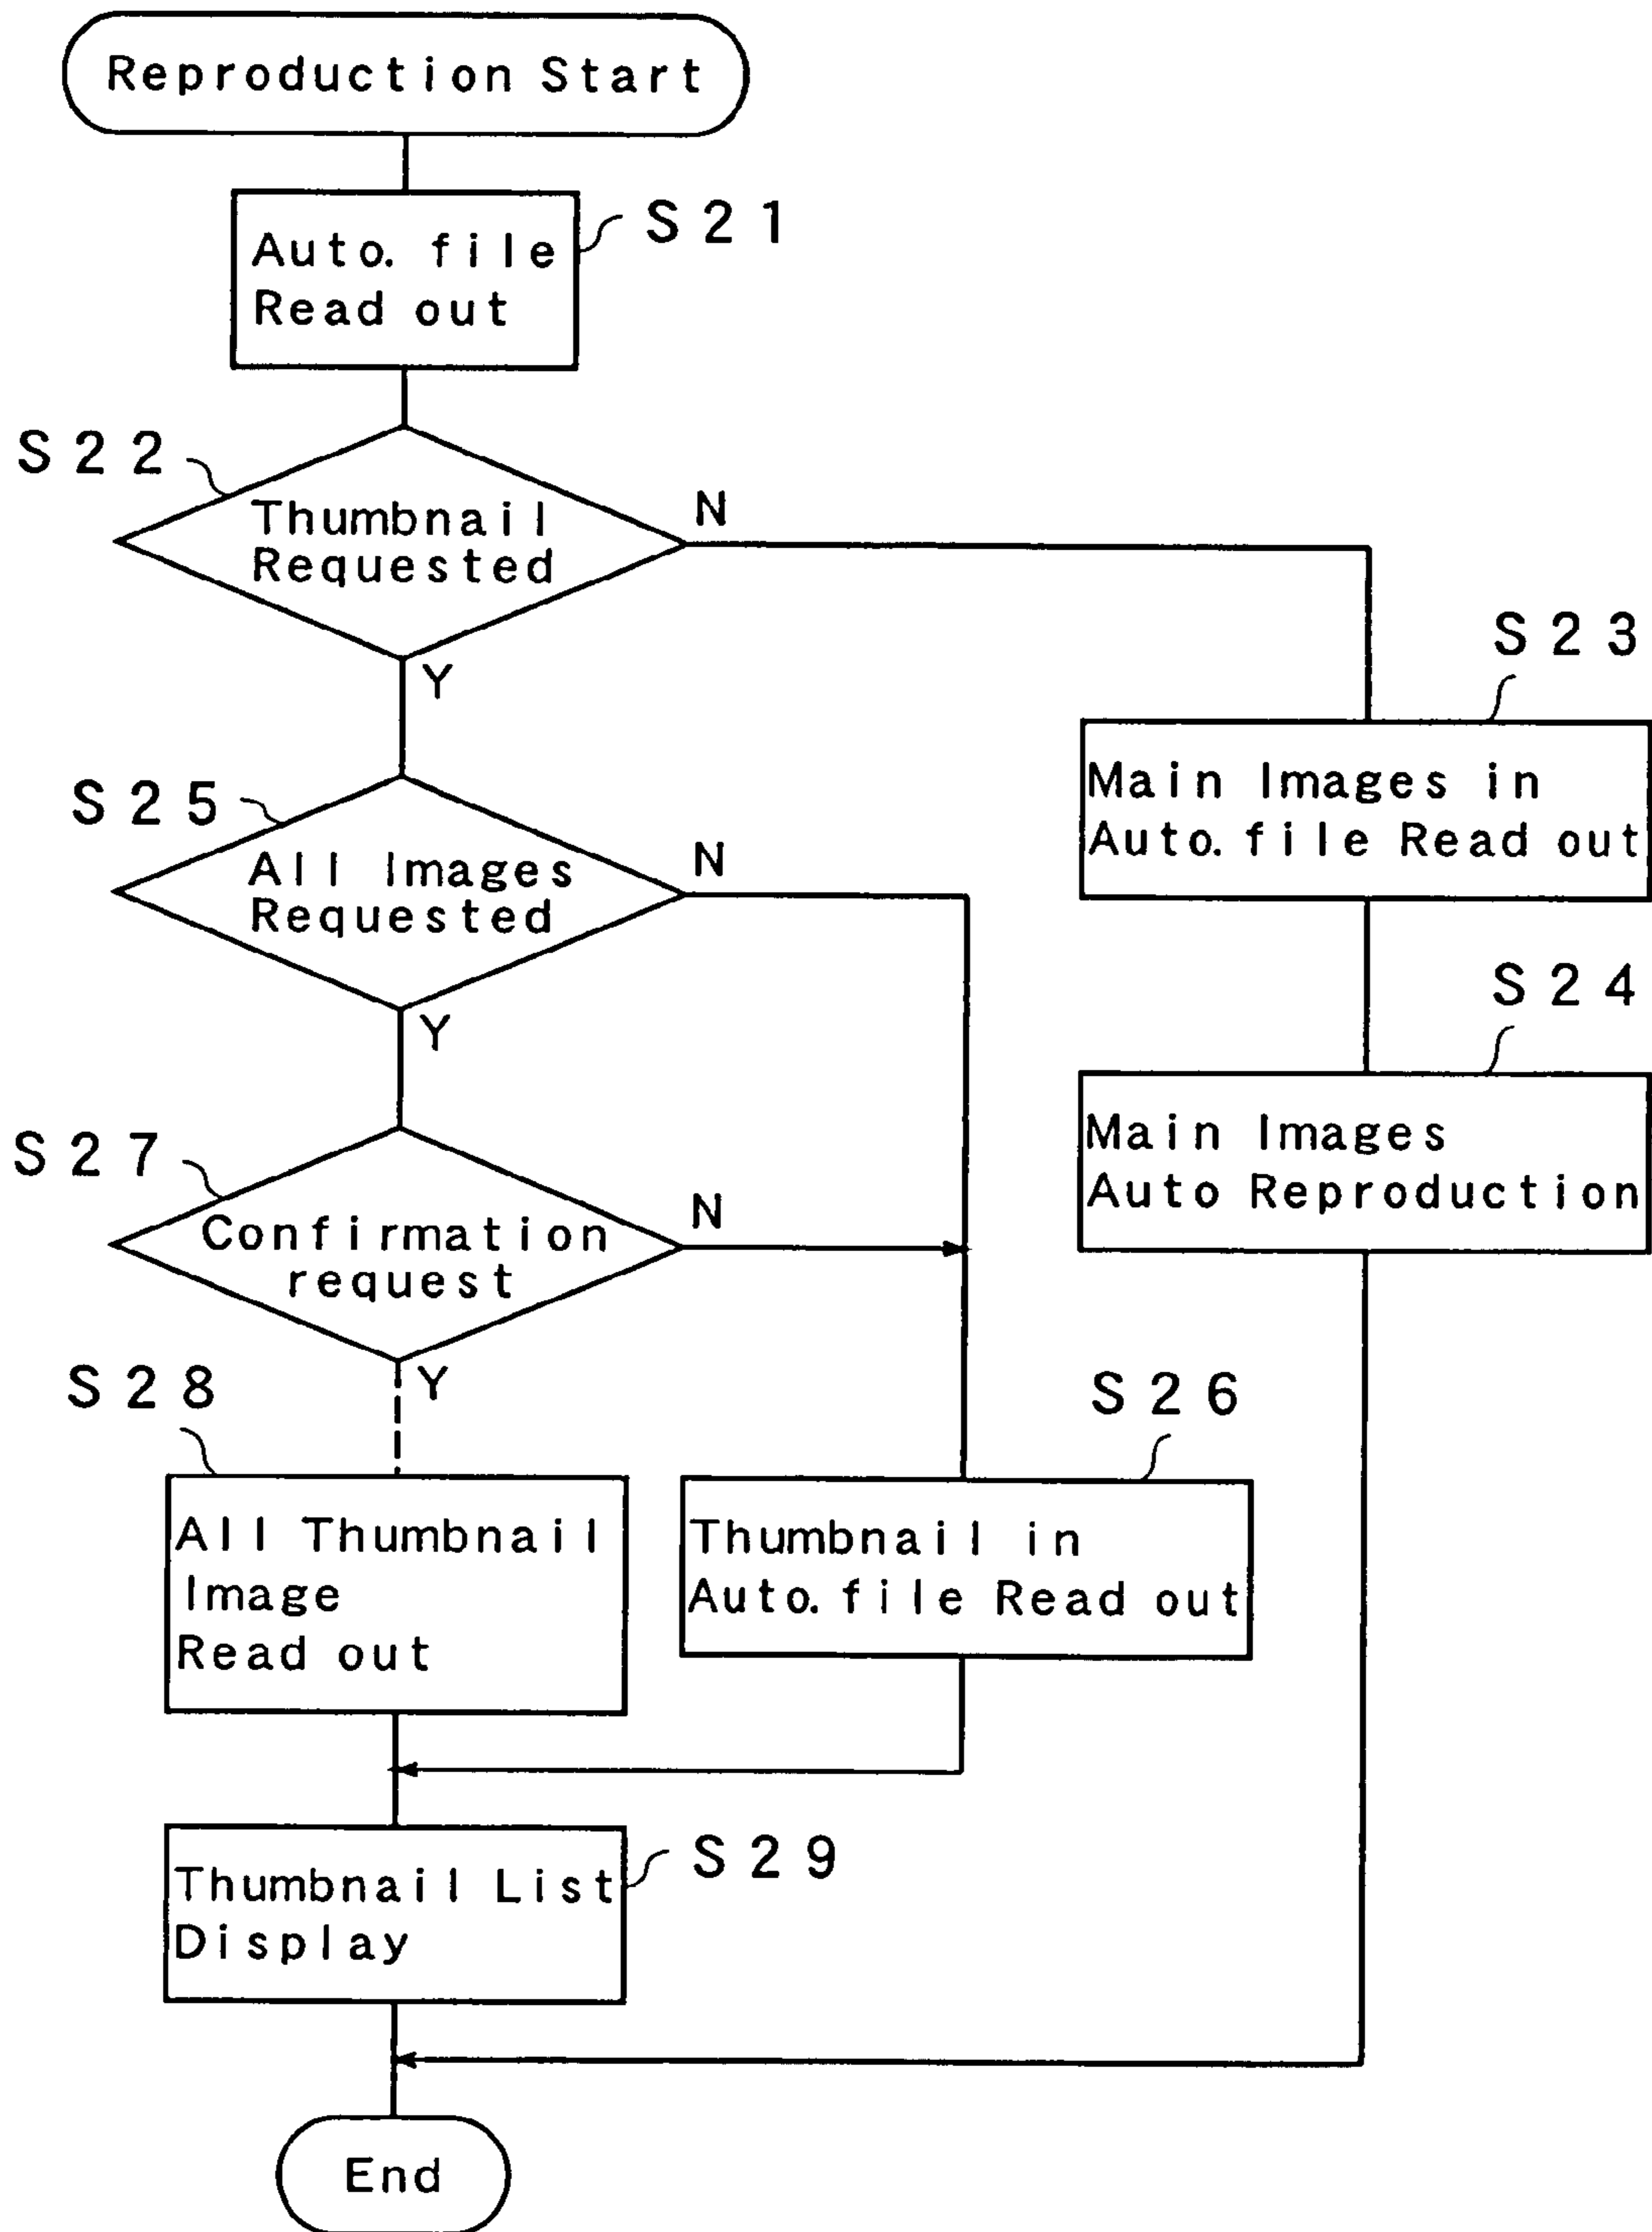 Reproduction Start
Auto. file
Read out
S21
S22
Thumbnail
Requested
N
Y
S23
Main Images in
Auto. file Read out
S25
All Images
Requested
N
Y
S24
Main Images
Auto Reproduction
S27
Confirmation
request
N
Y
S28
All Thumbnail
Image
Read out
S26
Thumbnail in
Auto. file Read out
Thumbnail List
Display
S29
End